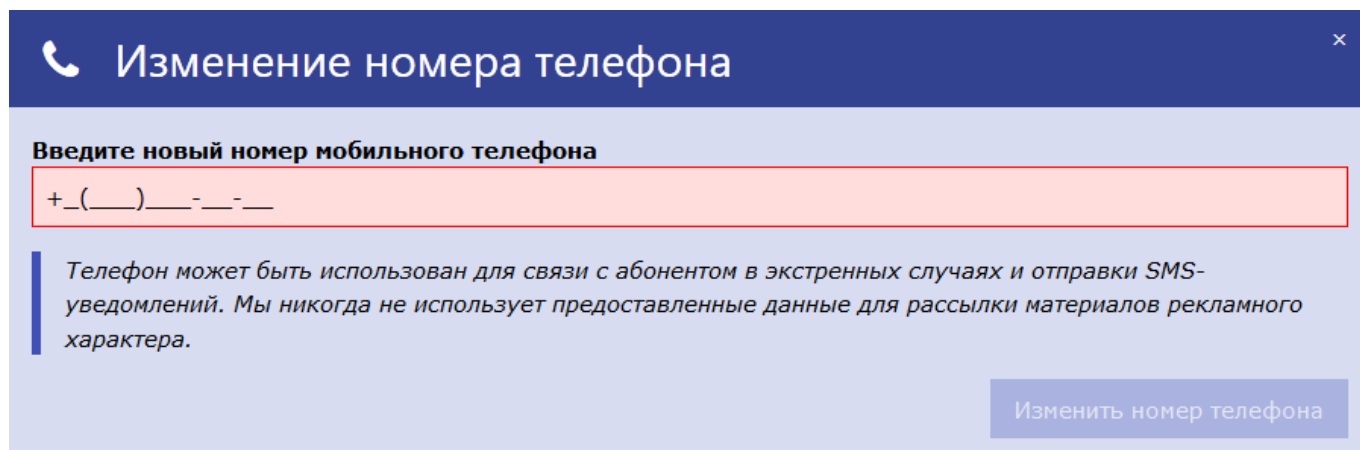 Изменение номера телефона
×
Введите новый номер мобильного телефона
+_(___)___-__-__
Телефон может быть использован для связи с абонентом в экстренных случаях и отправки SMS-
уведомлений. Мы никогда не использует предоставленные данные для рассылки материалов рекламного
характера.
Изменить номер телефона